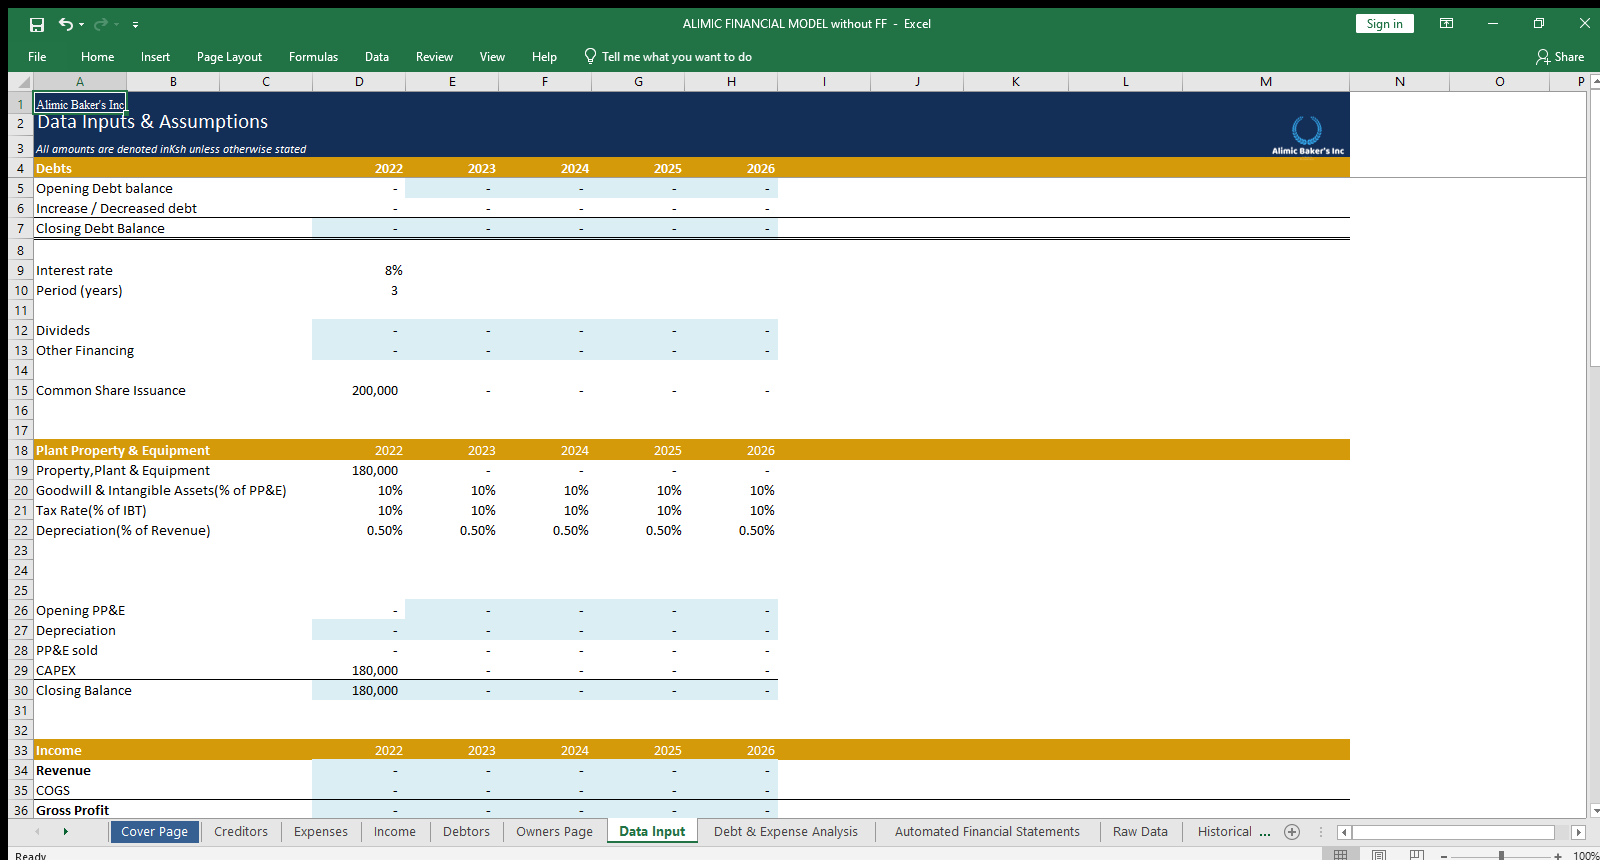 ALIMIC FINANCIAL MODEL without FF - Excel Sign in
File Home Insert Page Layout Formulas Data Review View Help Tell me what you want to do Share
A B C D E F G H I J K L M N O P
1 Alimic Baker's Inc
2 Data Inputs & Assumptions
3 All amounts are denoted inKsh unless otherwise stated Alimic Baker's Inc
4 Debts 2022 2023 2024 2025 2026
5 Opening Debt balance - - - - -
6 Increase / Decreased debt - - - - -
7 Closing Debt Balance - - - - -
8
9 Interest rate 8%
10 Period (years) 3
11
12 Divideds - - - - -
13 Other Financing - - - - -
14
15 Common Share Issuance 200,000 - - - -
16
17
18 Plant Property & Equipment 2022 2023 2024 2025 2026
19 Property,Plant & Equipment 180,000 - - - -
20 Goodwill & Intangible Assets(% of PP&E) 10% 10% 10% 10% 10%
21 Tax Rate(% of IBT) 10% 10% 10% 10% 10%
22 Depreciation(% of Revenue) 0.50% 0.50% 0.50% 0.50% 0.50%
23
24
25
26 Opening PP&E - - - - -
27 Depreciation - - - - -
28 PP&E sold - - - - -
29 CAPEX 180,000 - - - -
30 Closing Balance 180,000 - - - -
31
32
33 Income 2022 2023 2024 2025 2026
34 Revenue - - - - -
35 COGS - - - - -
36 Gross Profit - - - - -
Cover Page Creditors Expenses Income Debtors Owners Page Data Input Debt & Expense Analysis Automated Financial Statements Raw Data Historical ...
Ready 100%